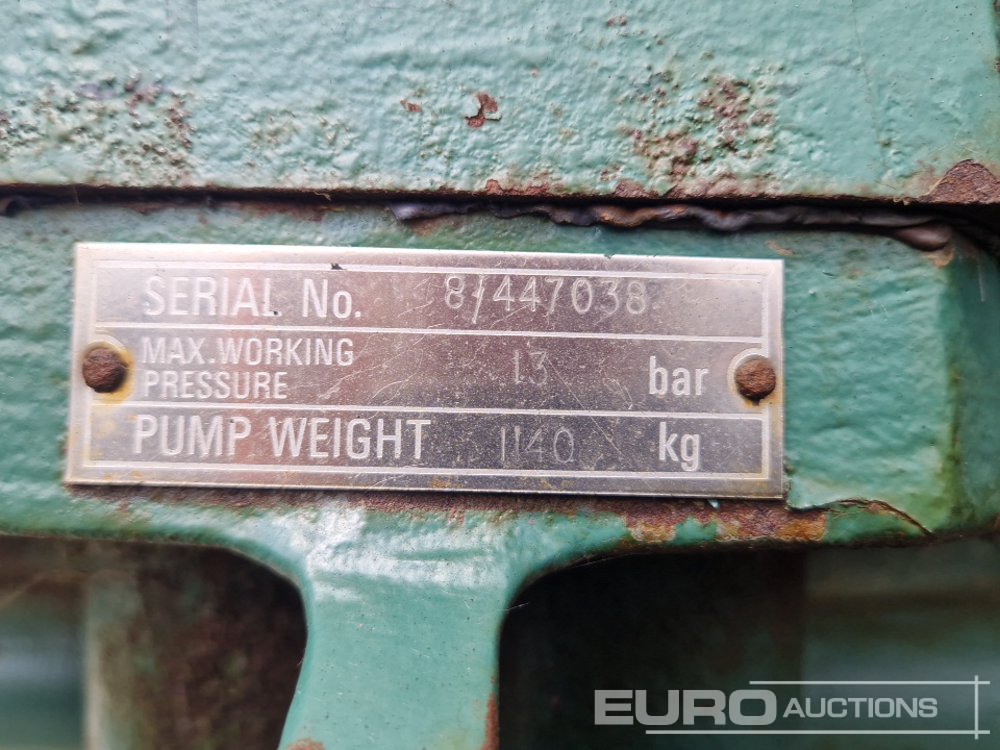 SERIAL No. 8/447038
MAX. WORKING
PRESSURE 13 bar
PUMP WEIGHT 1140 kg
EURO AUCTIONS